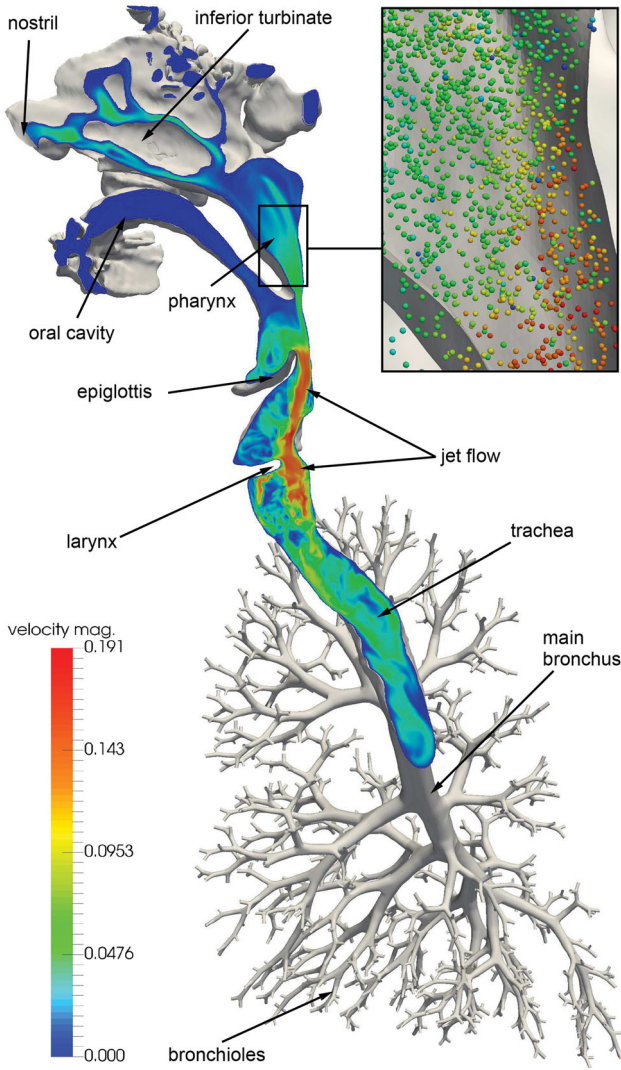 nostril
inferior turbinate
pharynx
oral cavity
epiglottis
jet flow
larynx
trachea
velocity mag.
0.191
0.143
0.0953
0.0476
0.000
main
bronchus
bronchioles